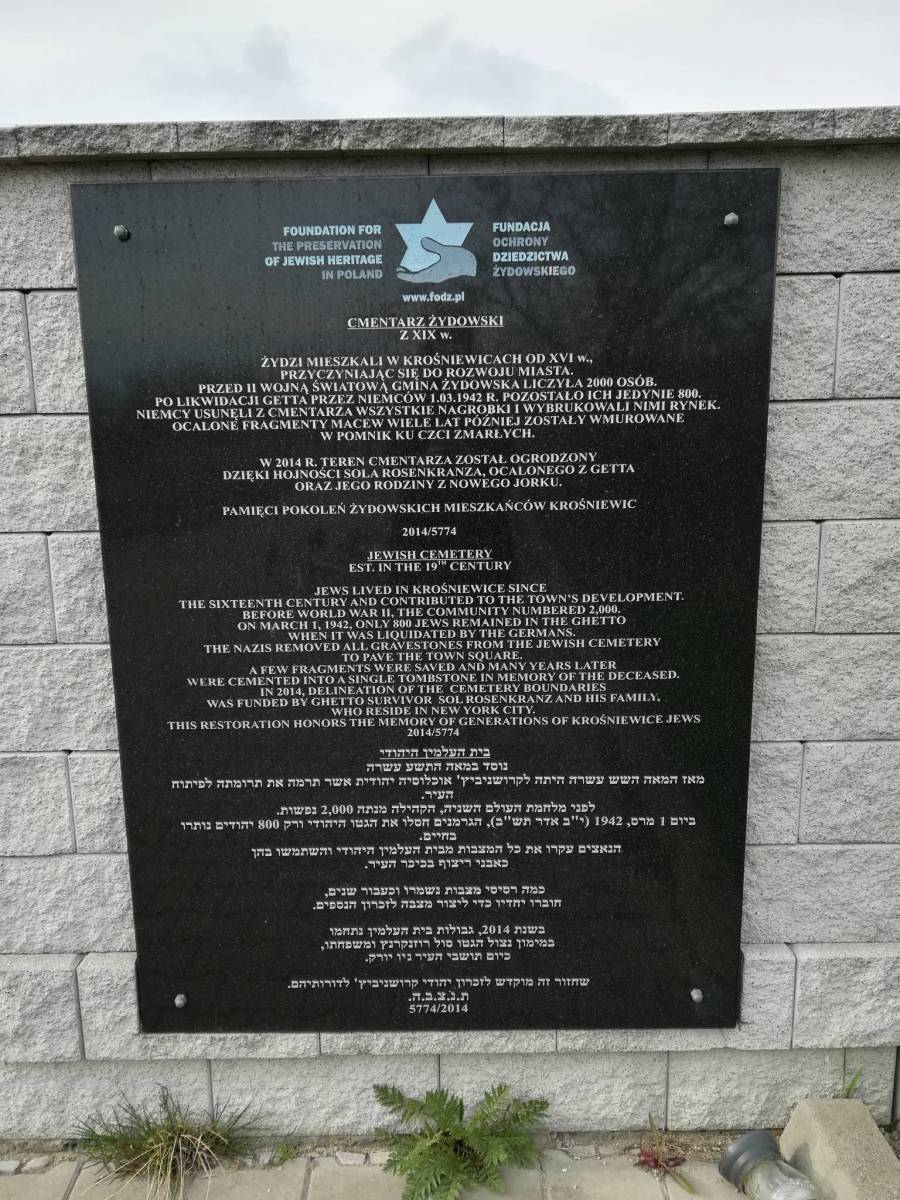 FOUNDATION FOR
THE PRESERVATION
OF JEWISH HERITAGE
IN POLAND
FUNDACJA
OCHRONY
DZIEDZICTWA
ŻYDOWSKIEGO
www.fodz.pl
CMENTARZ ŻYDOWSKI
Z XIX w.
ŻYDZI MIESZKALI W KROŚNIEWICACH OD XVI w.,
PRZYCZYNIAJĄC SIĘ DO ROZWOJU MIASTA.
PRZED II WOJNĄ ŚWIATOWĄ GMINA ŻYDOWSKA LICZYŁA 2000 OSÓB.
PO LIKWIDACJI GETTA PRZEZ NIEMCÓW 1.03.1942 R. POZOSTAŁO ICH JEDYNIE 800.
NIEMCY USUNĘLI Z CMENTARZA WSZYSTKIE NAGROBKI I WYBRUKOWALI NIMI RYNEK.
OCALONE FRAGMENTY MACEW WIELE LAT PÓŹNIEJ ZOSTAŁY WMUROWANE
W POMNIK KU CZCI ZMARŁYCH.
W 2014 R. TEREN CMENTARZA ZOSTAŁ OGRODZONY
DZIĘKI HOJNOŚCI SOLA ROSENKRANZA, OCALONEGO Z GETTA
ORAZ JEGO RODZINY Z NOWEGO JORKU.
PAMIĘCI POKOLEŃ ŻYDOWSKICH MIESZKAŃCÓW KROŚNIEWIC
2014/5774
JEWISH CEMETERY
EST. IN THE 19TH CENTURY
JEWS LIVED IN KROŚNIEWICE SINCE
THE SIXTEENTH CENTURY AND CONTRIBUTED TO THE TOWN'S DEVELOPMENT.
BEFORE WORLD WAR II, THE COMMUNITY NUMBERED 2,000.
ON MARCH 1, 1942, ONLY 800 JEWS REMAINED IN THE GHETTO
WHEN IT WAS LIQUIDATED BY THE GERMANS.
THE NAZIS REMOVED ALL GRAVESTONES FROM THE JEWISH CEMETERY
TO PAVE THE TOWN SQUARE.
A FEW FRAGMENTS WERE SAVED AND MANY YEARS LATER
WERE CEMENTED INTO A SINGLE TOMBSTONE IN MEMORY OF THE DECEASED.
IN 2014, DELINEATION OF THE CEMETERY BOUNDARIES
WAS FUNDED BY GHETTO SURVIVOR SOL ROSENKRANZ AND HIS FAMILY,
WHO RESIDE IN NEW YORK CITY.
THIS RESTORATION HONORS THE MEMORY OF GENERATIONS OF KROŚNIEWICE JEWS
2014/5774
בית העלמין היהודי
נוסד במאה התשע עשרה
מאז המאה השש עשרה היתה לקרושניביץ' אוכלוסיה יהודית אשר תרמה את תרומתה לפיתוח
העיר.
לפני מלחמת העולם השניה, הקהילה מנתה 2,000 נפשות.
ביום 1 מרס, 1942 (י"ב אדר תש"ב), הגרמנים חסלו את הגטו היהודי ורק 800 יהודים נותרו
בחיים.
הנאצים עקרו את כל המצבות מבית העלמין היהודי והשתמשו בהן
כאבני ריצוף בכיכר העיר.
כמה רסיסי מצבות נשמרו וכעבור שנים,
חוברו יחדיו כדי ליצור מצבה לזכרון הנספים.
בשנת 2014, גבולות בית העלמין נתחמו
במימון נצול הגטו סול רוזנקרנץ ומשפחתו,
כיום תושבי העיר ניו יורק.
שחזור זה מוקדש לזכרון יהודי קרושניביץ' לדורותיהם.
ת.נ.צ.ב.ה.
5774/2014